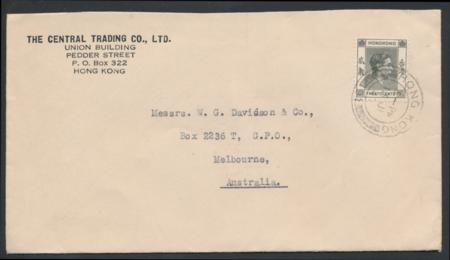 THE CENTRAL TRADING CO., LTD.
UNION BUILDING
PEDDER STREET
P. O. Box 322
HONG KONG
HONGKONG
TWENTY CENTS
HONG KONG
Messrs. W. G. Davidson & Co.,
Box 2236 T, G.P.O.,
Melbourne,
Australia.